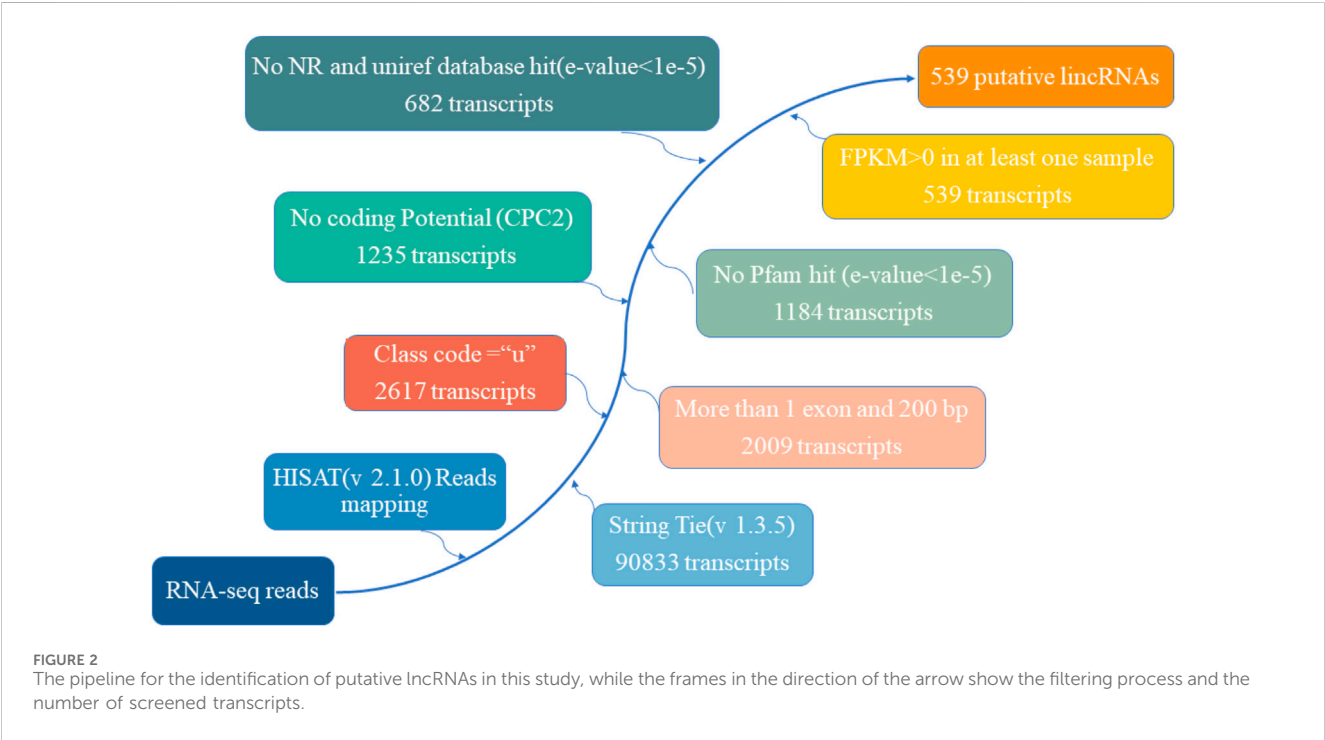 No NR and uniref database hit(e-value<1e-5)
682 transcripts
539 putative lincRNAs
FPKM>0 in at least one sample
539 transcripts
No coding Potential (CPC2)
1235 transcripts
No Pfam hit (e-value<1e-5)
1184 transcripts
Class code =“u”
2617 transcripts
More than 1 exon and 200 bp
2009 transcripts
HISAT(v 2.1.0) Reads
mapping
String Tie(v 1.3.5)
90833 transcripts
RNA-seq reads
FIGURE 2
The pipeline for the identification of putative lncRNAs in this study, while the frames in the direction of the arrow show the filtering process and the
number of screened transcripts.